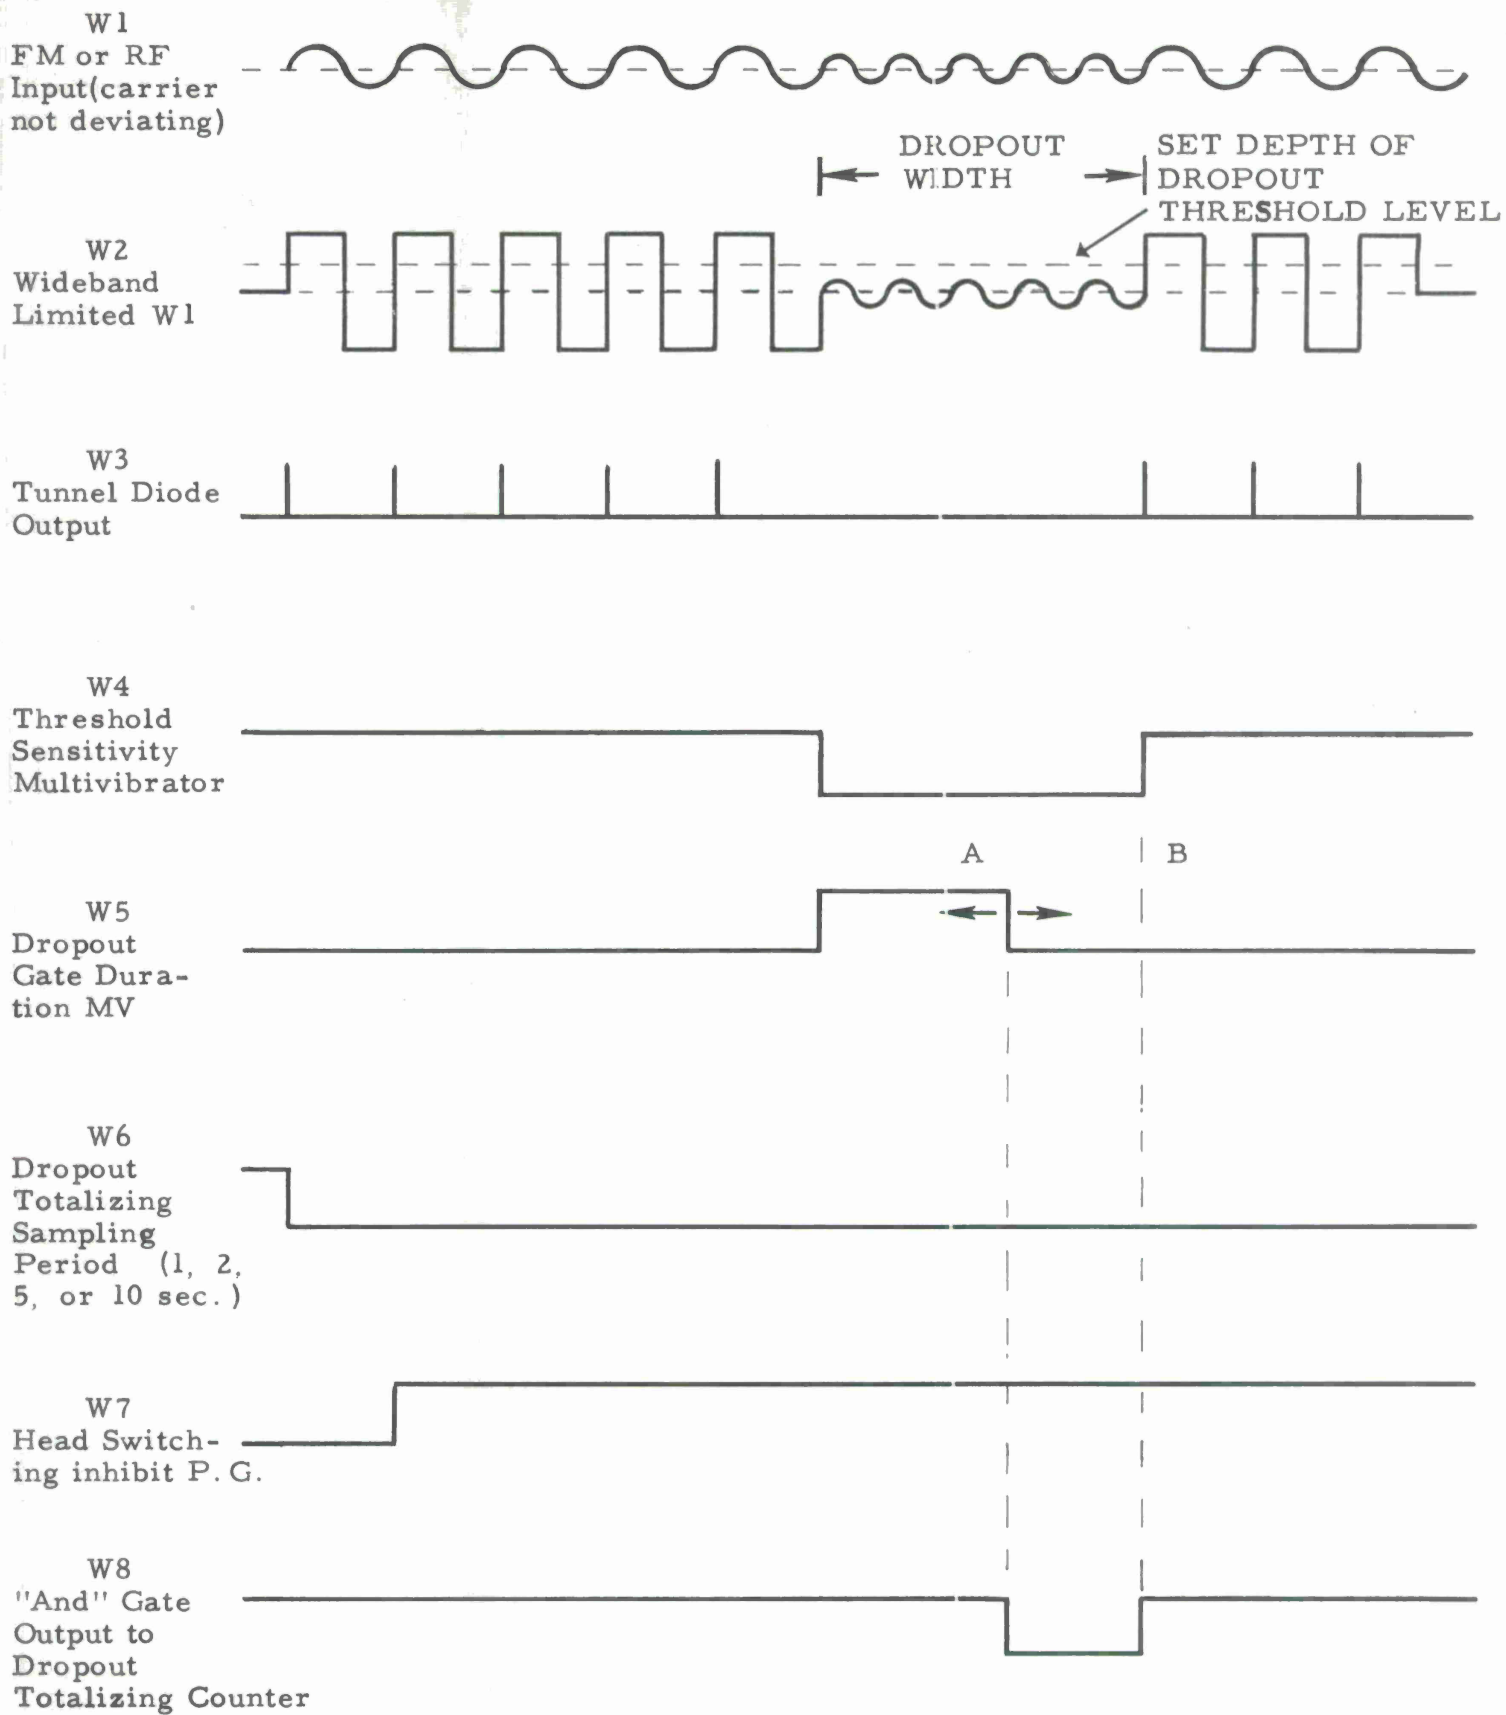 W1
FM or RF
Input(carrier
not deviating)
DROPOUT
WIDTH
SET DEPTH OF
DROPOUT
THRESHOLD LEVEL
W2
Wideband
Limited W1
W3
Tunnel Diode
Output
W4
Threshold
Sensitivity
Multivibrator
A
B
W5
Dropout
Gate Dura-
tion MV
W6
Dropout
Totalizing
Sampling
Period (1, 2,
5, or 10 sec.)
W7
Head Switch-
ing inhibit P.G.
W8
"And" Gate
Output to
Dropout
Totalizing Counter